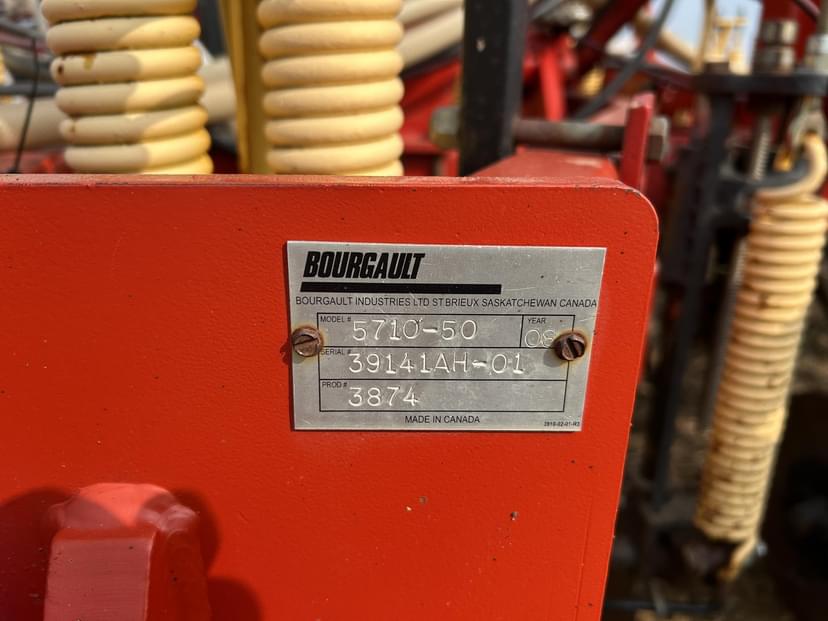 BOURGAULT
BOURGAULT INDUSTRIES LTD ST BRIEUX SASKATCHEWAN CANADA
MODEL # 5710-50 YEAR 08
SERIAL # 39141AH-01
PROD # 3874
MADE IN CANADA